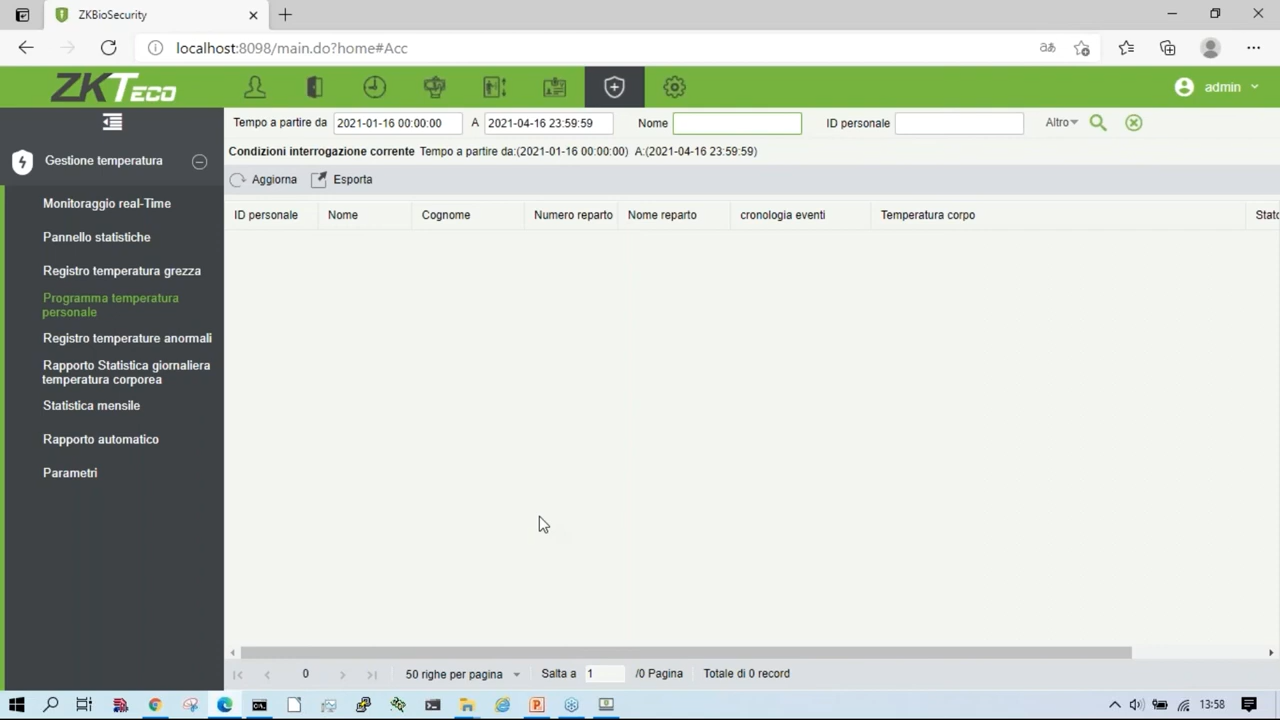 ZKBioSecurity
localhost:8098/main.do?home#Acc
ZKTECO
admin
Tempo a partire da 2021-01-16 00:00:00 A 2021-04-16 23:59:59 Nome ID personale Altro
Condizioni interrogazione corrente Tempo a partire da:(2021-01-16 00:00:00) A:(2021-04-16 23:59:59)
Aggiorna Esporta
ID personale Nome Cognome Numero reparto Nome reparto cronologia eventi Temperatura corpo Stato
Gestione temperatura
Monitoraggio real-Time
Pannello statistiche
Registro temperatura grezza
Programma temperatura
personale
Registro temperature anormali
Rapporto Statistica giornaliera
temperatura corporea
Statistica mensile
Rapporto automatico
Parametri
0 50 righe per pagina Salta a 1 /0 Pagina Totale di 0 record
13:58